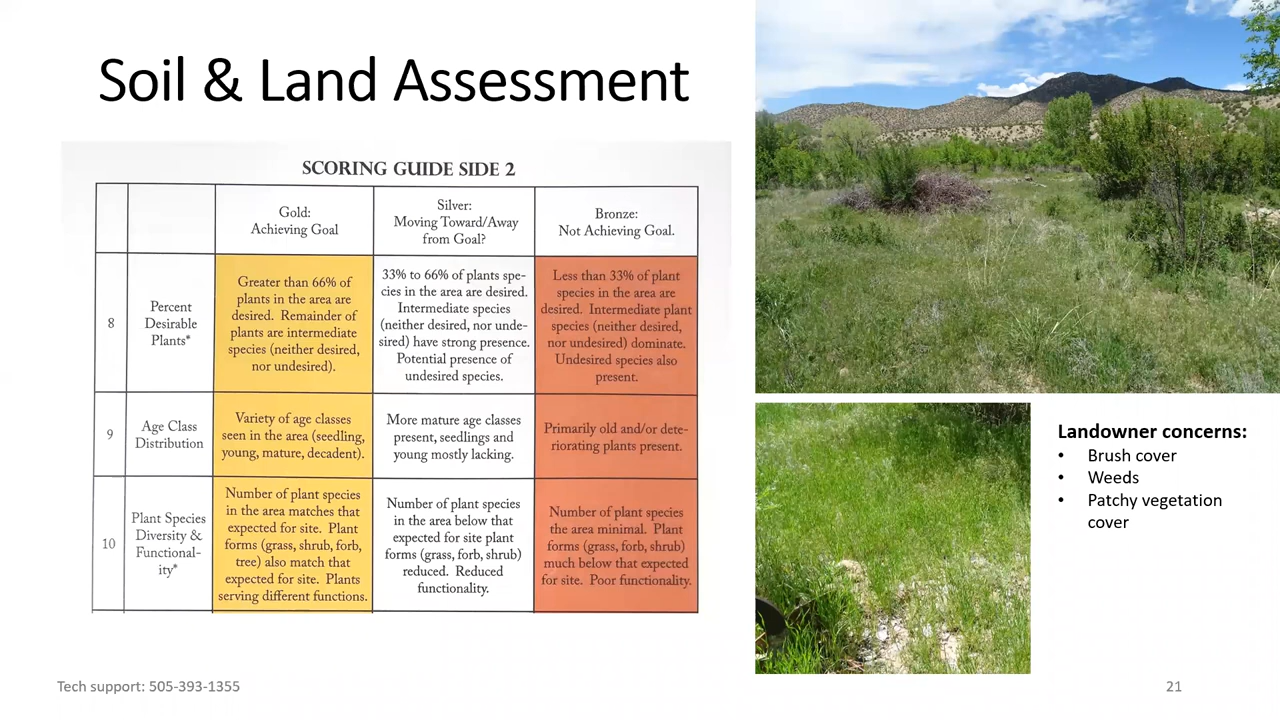 Soil & Land Assessment
SCORING GUIDE SIDE 2
Gold:
Achieving Goal
Silver:
Moving Toward/Away
from Goal?
Bronze:
Not Achieving Goal.
8
Percent
Desirable
Plants*
Greater than 66% of
plants in the area are
desired. Remainder of
plants are intermediate
species (neither desired,
nor undesired).
33% to 66% of plants spe-
cies in the area are desired.
Intermediate species
(neither desired, nor unde-
sired) have strong presence.
Potential presence of
undesired species.
Less than 33% of plant
species in the area are
desired. Intermediate plant
species (neither desired,
nor undesired) dominate.
Undesired species also
present.
9
Age Class
Distribution
Variety of age classes
seen in the area (seedling,
young, mature, decadent).
More mature age classes
present, seedlings and
young mostly lacking.
Primarily old and/or dete-
riorating plants present.
10
Plant Species
Diversity &
Functional-
ity*
Number of plant species
in the area matches that
expected for site. Plant
forms (grass, shrub, forb,
tree) also match that
expected for site. Plants
serving different functions.
Number of plant species
in the area below that
expected for site plant
forms (grass, forb, shrub)
reduced. Reduced
functionality.
Number of plant species
the area minimal. Plant
forms (grass, forb, shrub)
much below that expected
for site. Poor functionality.
Landowner concerns:
• Brush cover
• Weeds
• Patchy vegetation
cover
Tech support: 505-393-1355
21